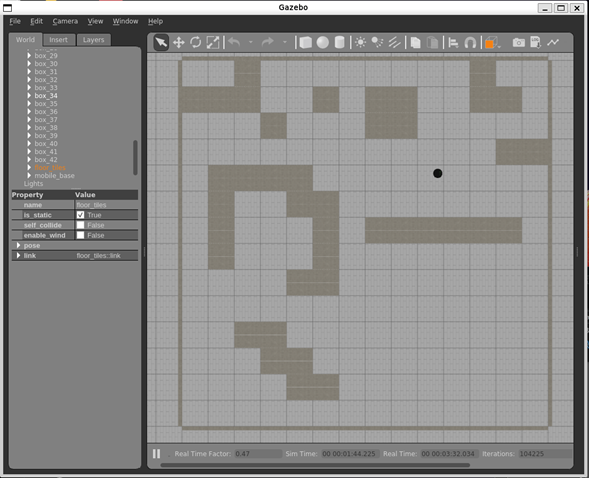 Gazebo
File Edit Camera View Window Help
World Insert Layers
box_29
box_30
box_31
box_32
box_33
box_34
box_35
box_36
box_37
box_38
box_39
box_40
box_41
box_42
floor_tiles
mobile_base
Lights
Property Value
name floor_tiles
is_static True
self_collide False
enable_wind False
pose
link floor_tiles::link
Real Time Factor: 0.47 Sim Time: 00 00:01:44.225 Real Time: 00 00:03:32.034 Iterations: 104225